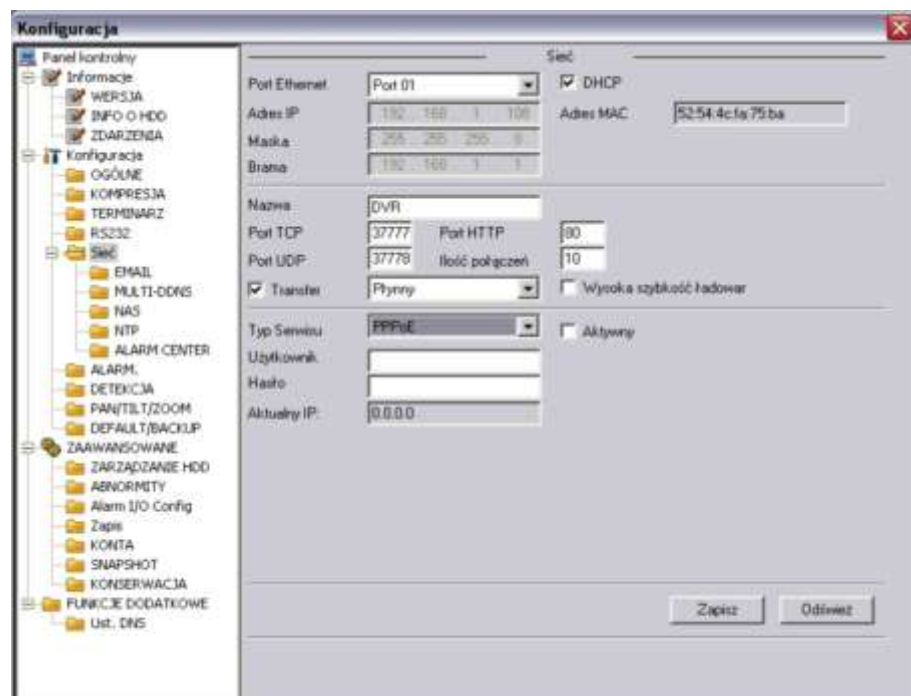 Konfiguracja
Panel kontrolny
Informacje
WERSJA
INFO O HDD
ZDARZENIA
Konfiguracja
OGÓLNE
KOMPRESJA
TERMINARZ
RS232
Sieć
EMAIL
MULTI-DDNS
NAS
NTP
ALARM CENTER
ALARM.
DETEKCJA
PAN/TILT/ZOOM
DEFAULT/BACKUP
ZAAWANSOWANE
ZARZĄDZANIE HDD
ABNORMITY
Alarm I/O Config
Zapis
KONTA
SNAPSHOT
KONSERWACJA
FUNKCJE DODATKOWE
Ust. DNS
Sieć
Port Ethernet Port 01 DHCP
Adres IP 192 168 1 108 Adres MAC 52:54:4c:fa:75:ba
Maska 255 255 255 0
Brama 192 168 1 1
Nazwa DVR
Port TCP 37777 Port HTTP 80
Port UDP 37778 Ilość połączeń 10
Transfer Płynny Wysoka szybkość ładowar
Typ Serwisu PPPoE Aktywny
Użytkownik
Hasło
Aktualny IP: 0.0.0.0
Zapisz Odśwież